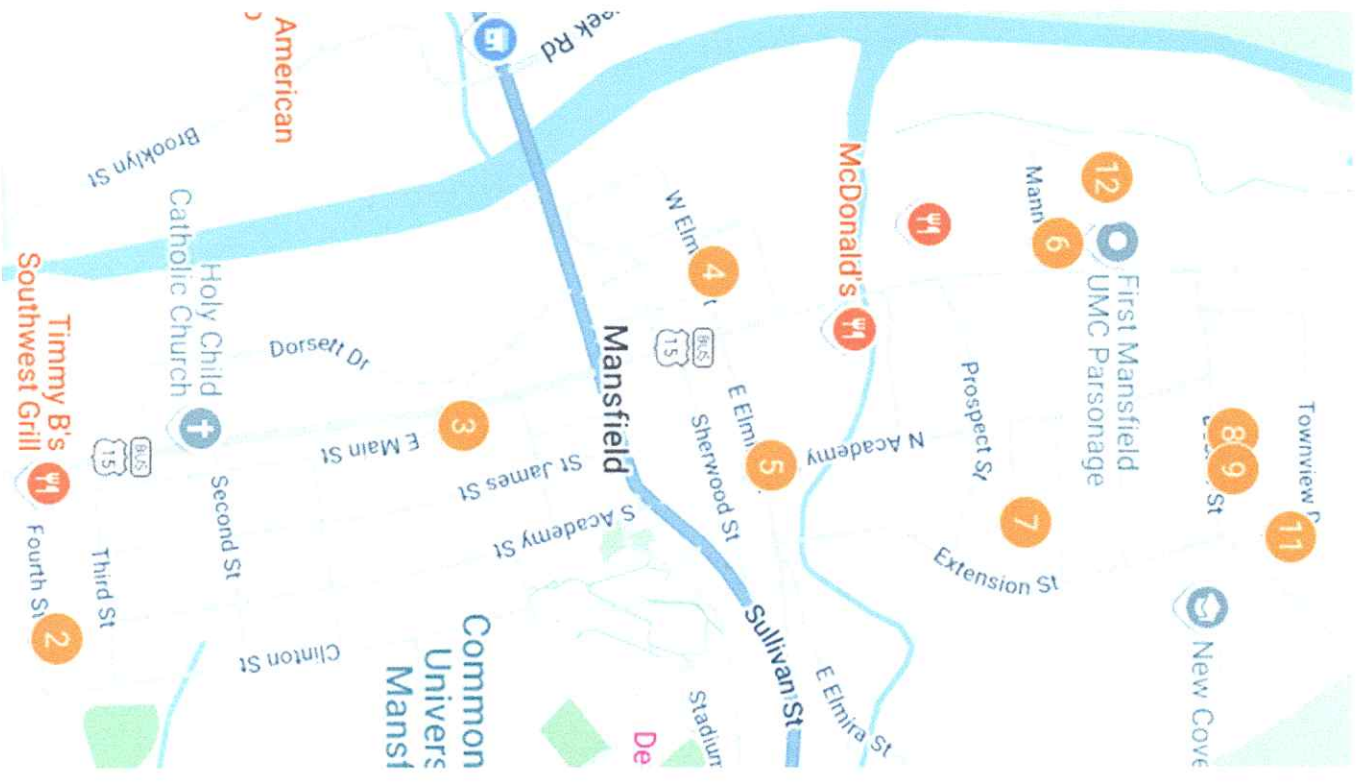 Townview
11
8
9
St
New Cove
12
First Mansfield
UMC Parsonage
6
Mann
7
Extension St
Prospect St
N Academy
McDonald's
E Elmira St
5
E Elmi
4
W Elm
BUS
15
Sherwood St
Sullivan St
Stadium
Mansfield
De
eek Rd
St James St
S Academy St
Common
Univers
Mansf
3
E Main St
Dorsett Dr
Clinton St
American
Holy Child
Catholic Church
Second St
Brooklyn St
BUS
15
Third St
Timmy B's
Southwest Grill
Fourth St
2